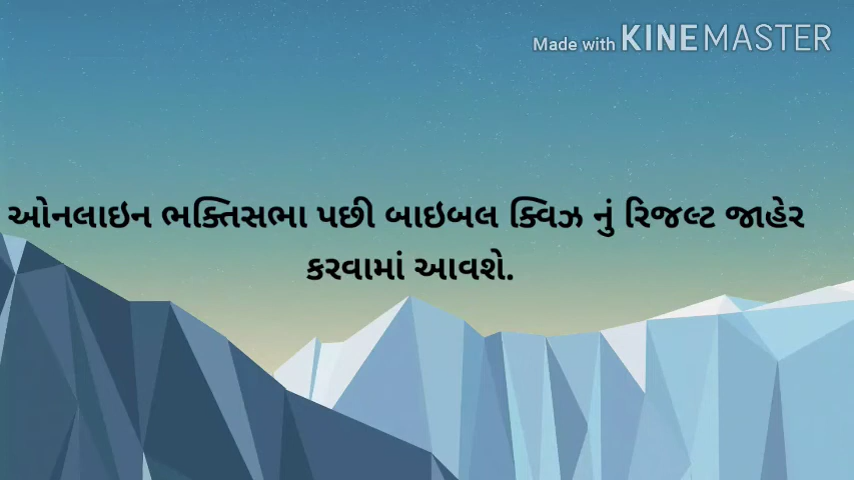 Made with KINEMASTER
ઓનલાઇન ભક્તિસભા પછી બાઇબલ ક્વિઝ નું રિજલ્ટ જાહેર
કરવામાં આવશે.